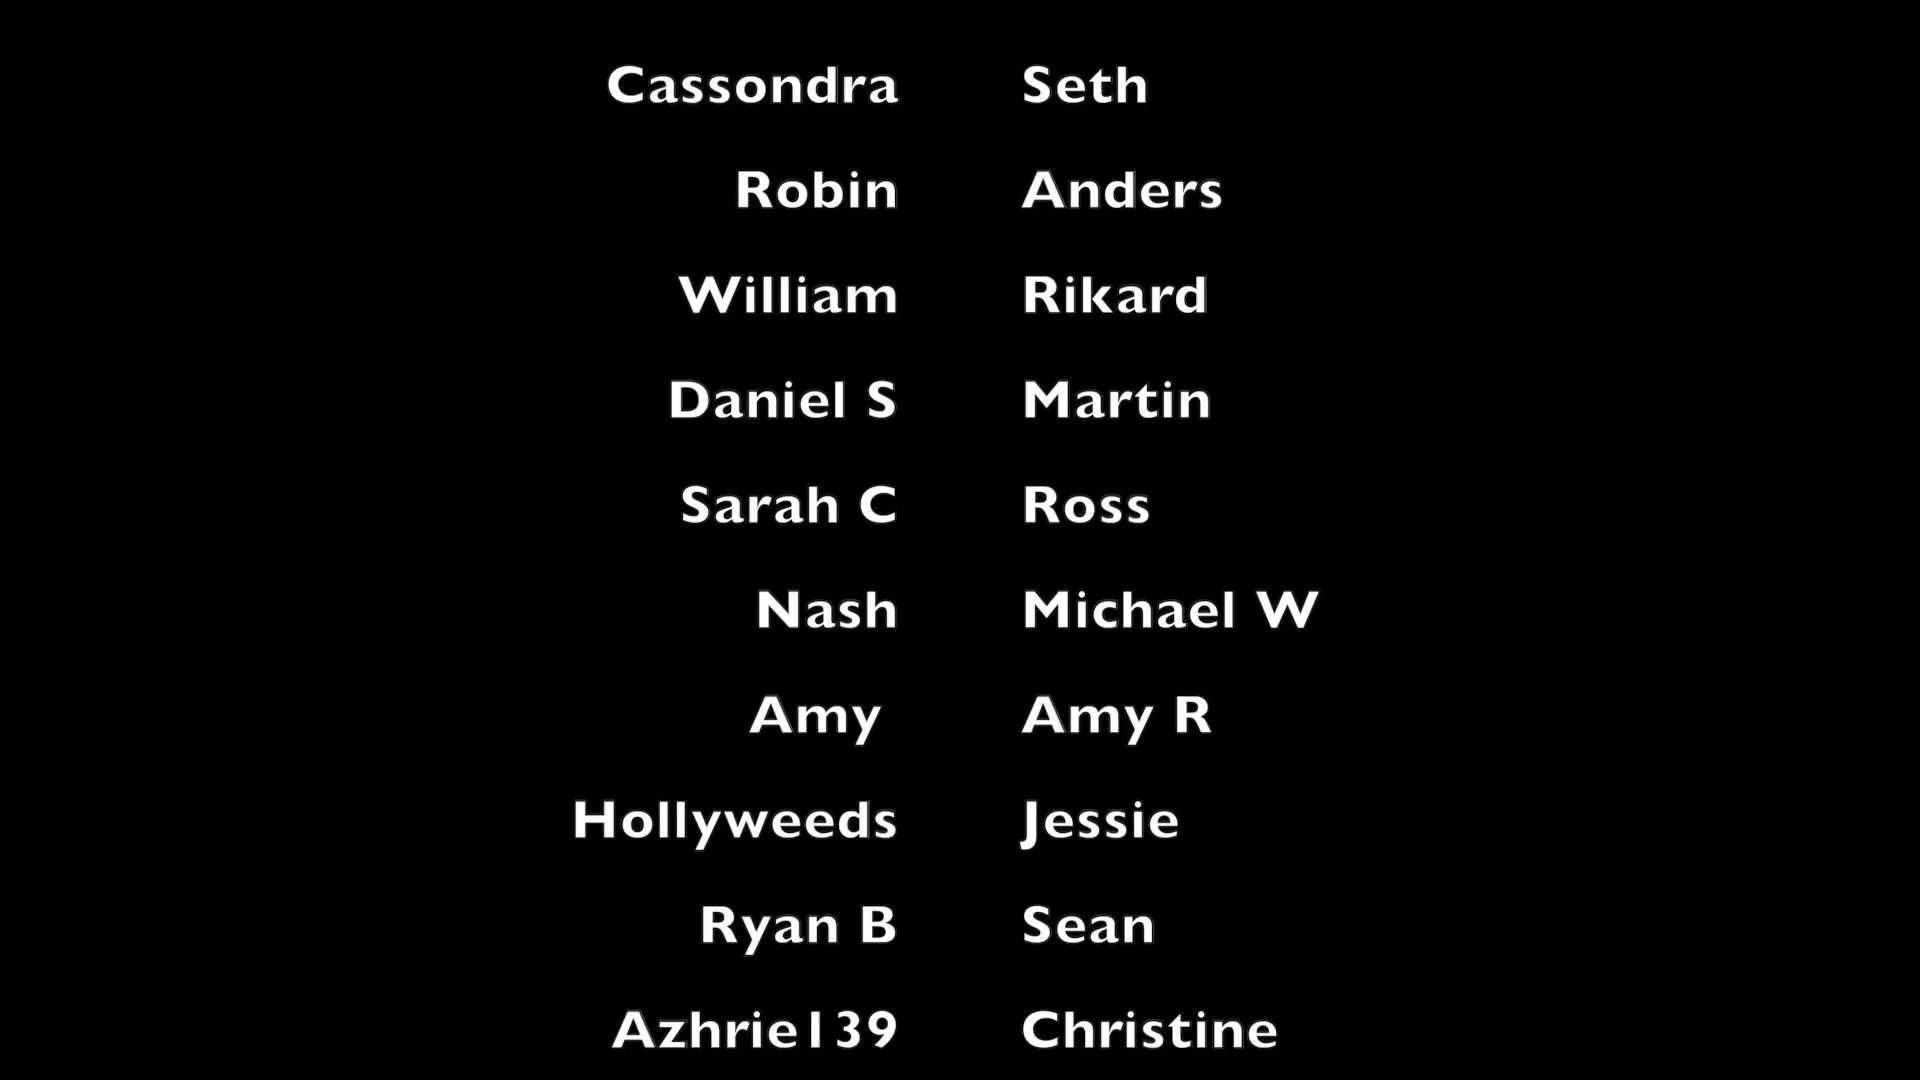 Cassondra Seth
Robin Anders
William Rikard
Daniel S Martin
Sarah C Ross
Nash Michael W
Amy Amy R
Hollyweeds Jessie
Ryan B Sean
Azhrie139 Christine